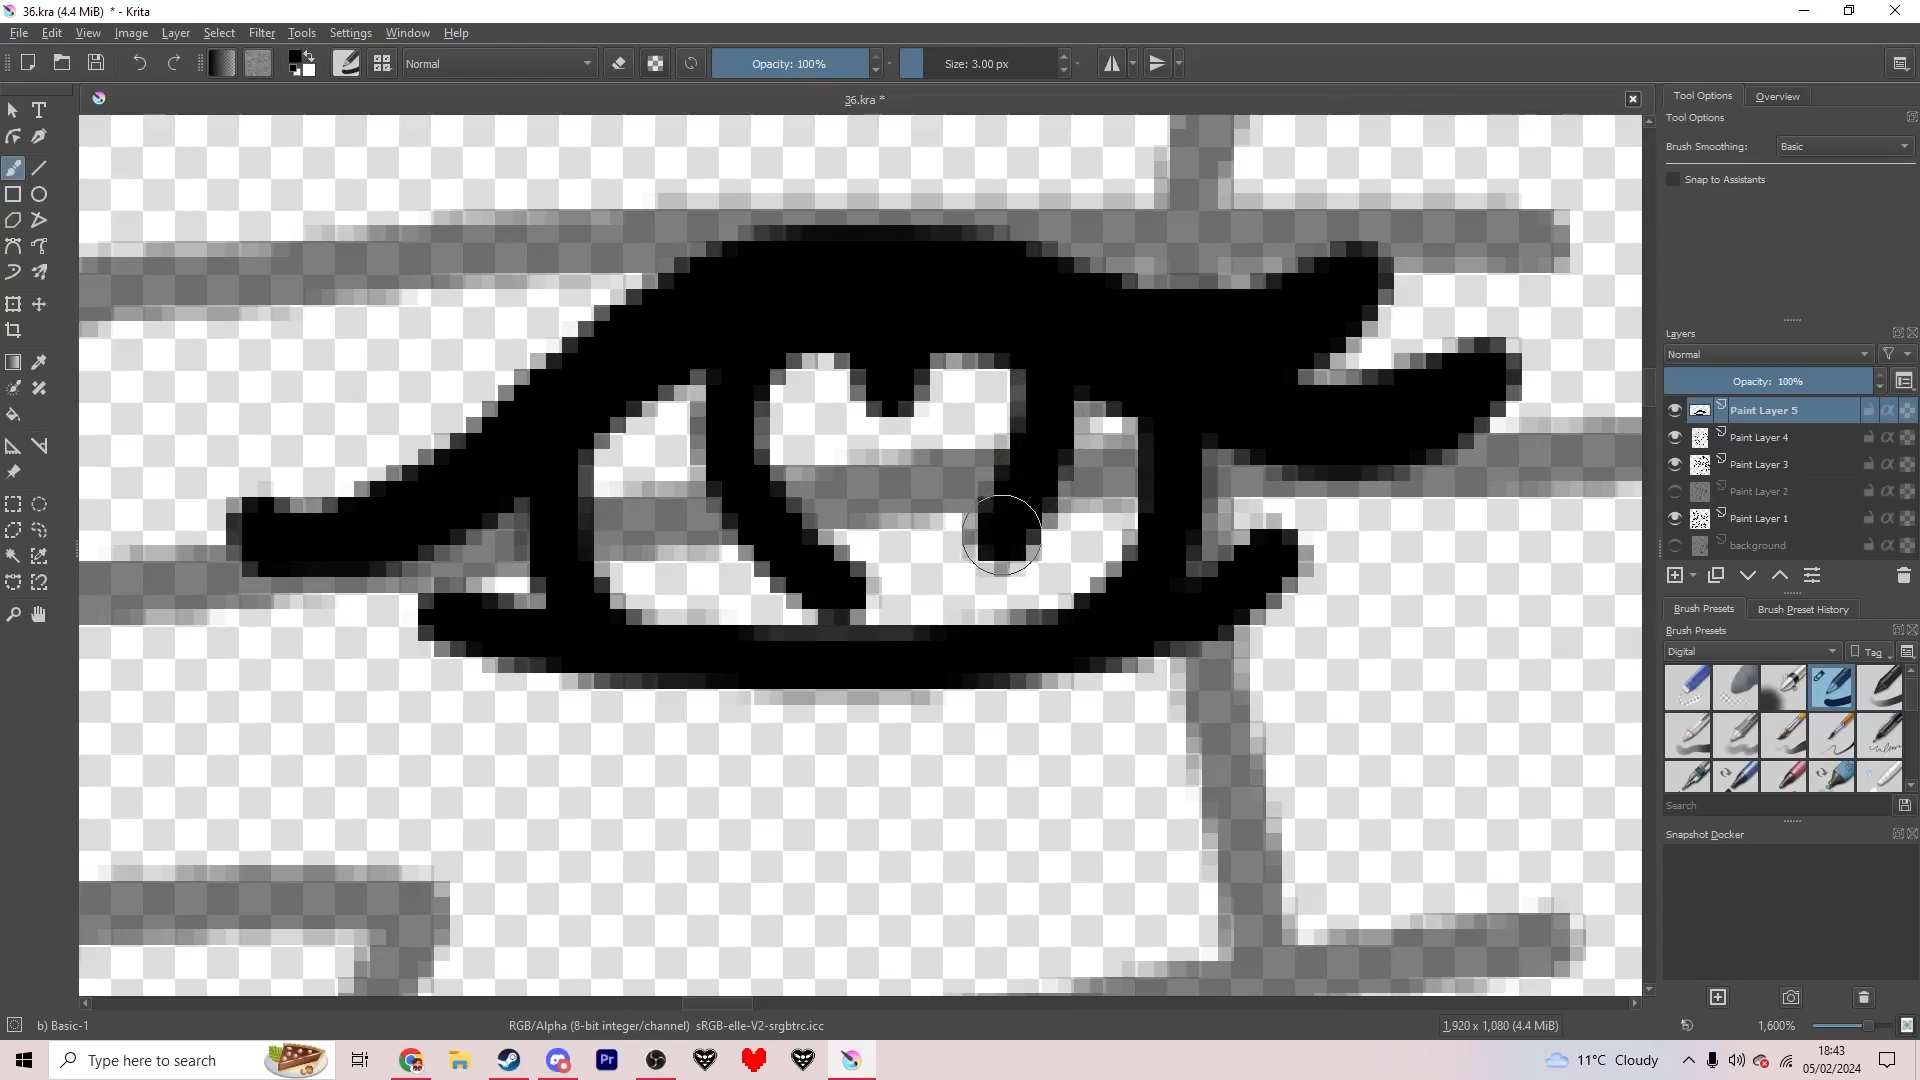 36.kra (4.4 MiB) * - Krita
File Edit View Image Layer Select Filter Tools Settings Window Help
Normal
Opacity: 100%
Size: 3.00 px
36.kra *
Tool Options
Overview
Tool Options
Brush Smoothing:
Basic
Snap to Assistants
Layers
Normal
Opacity: 100%
Paint Layer 5
Paint Layer 4
Paint Layer 3
Paint Layer 2
Paint Layer 1
background
Brush Presets
Brush Preset History
Brush Presets
Digital
Tag
Search
Snapshot Docker
b) Basic-1
RGB/Alpha (8-bit integer/channel) sRGB-elle-V2-srgbtrc.icc
1,920 x 1,080 (4.4 MiB)
1,600%
Type here to search
Pr
11°C Cloudy
18:43
05/02/2024